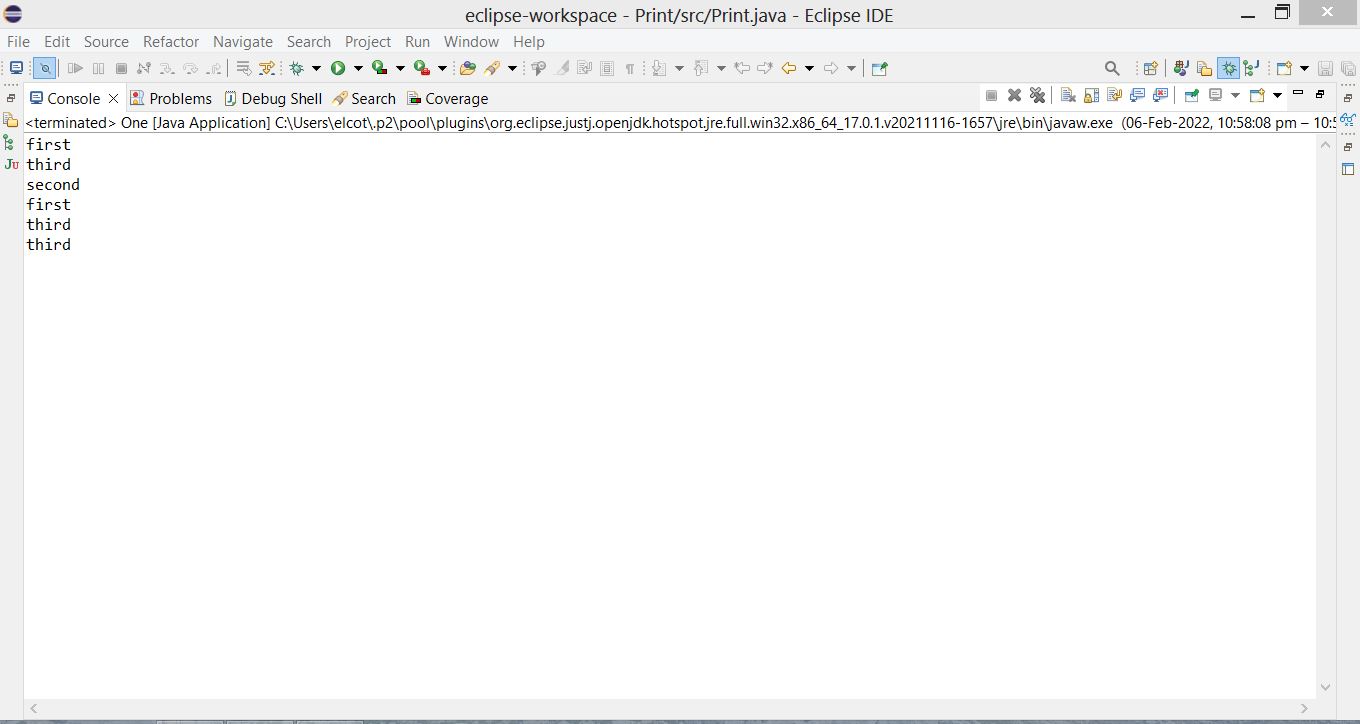 eclipse-workspace - Print/src/Print.java - Eclipse IDE
File Edit Source Refactor Navigate Search Project Run Window Help
Console Problems Debug Shell Search Coverage
<terminated> One [Java Application] C:\Users\elcot\.p2\pool\plugins\org.eclipse.justj.openjdk.hotspot.jre.full.win32.x86_64_17.0.1.v20211116-1657\jre\bin\javaw.exe (06-Feb-2022, 10:58:08 pm – 10:5
first
third
second
first
third
third
Ju